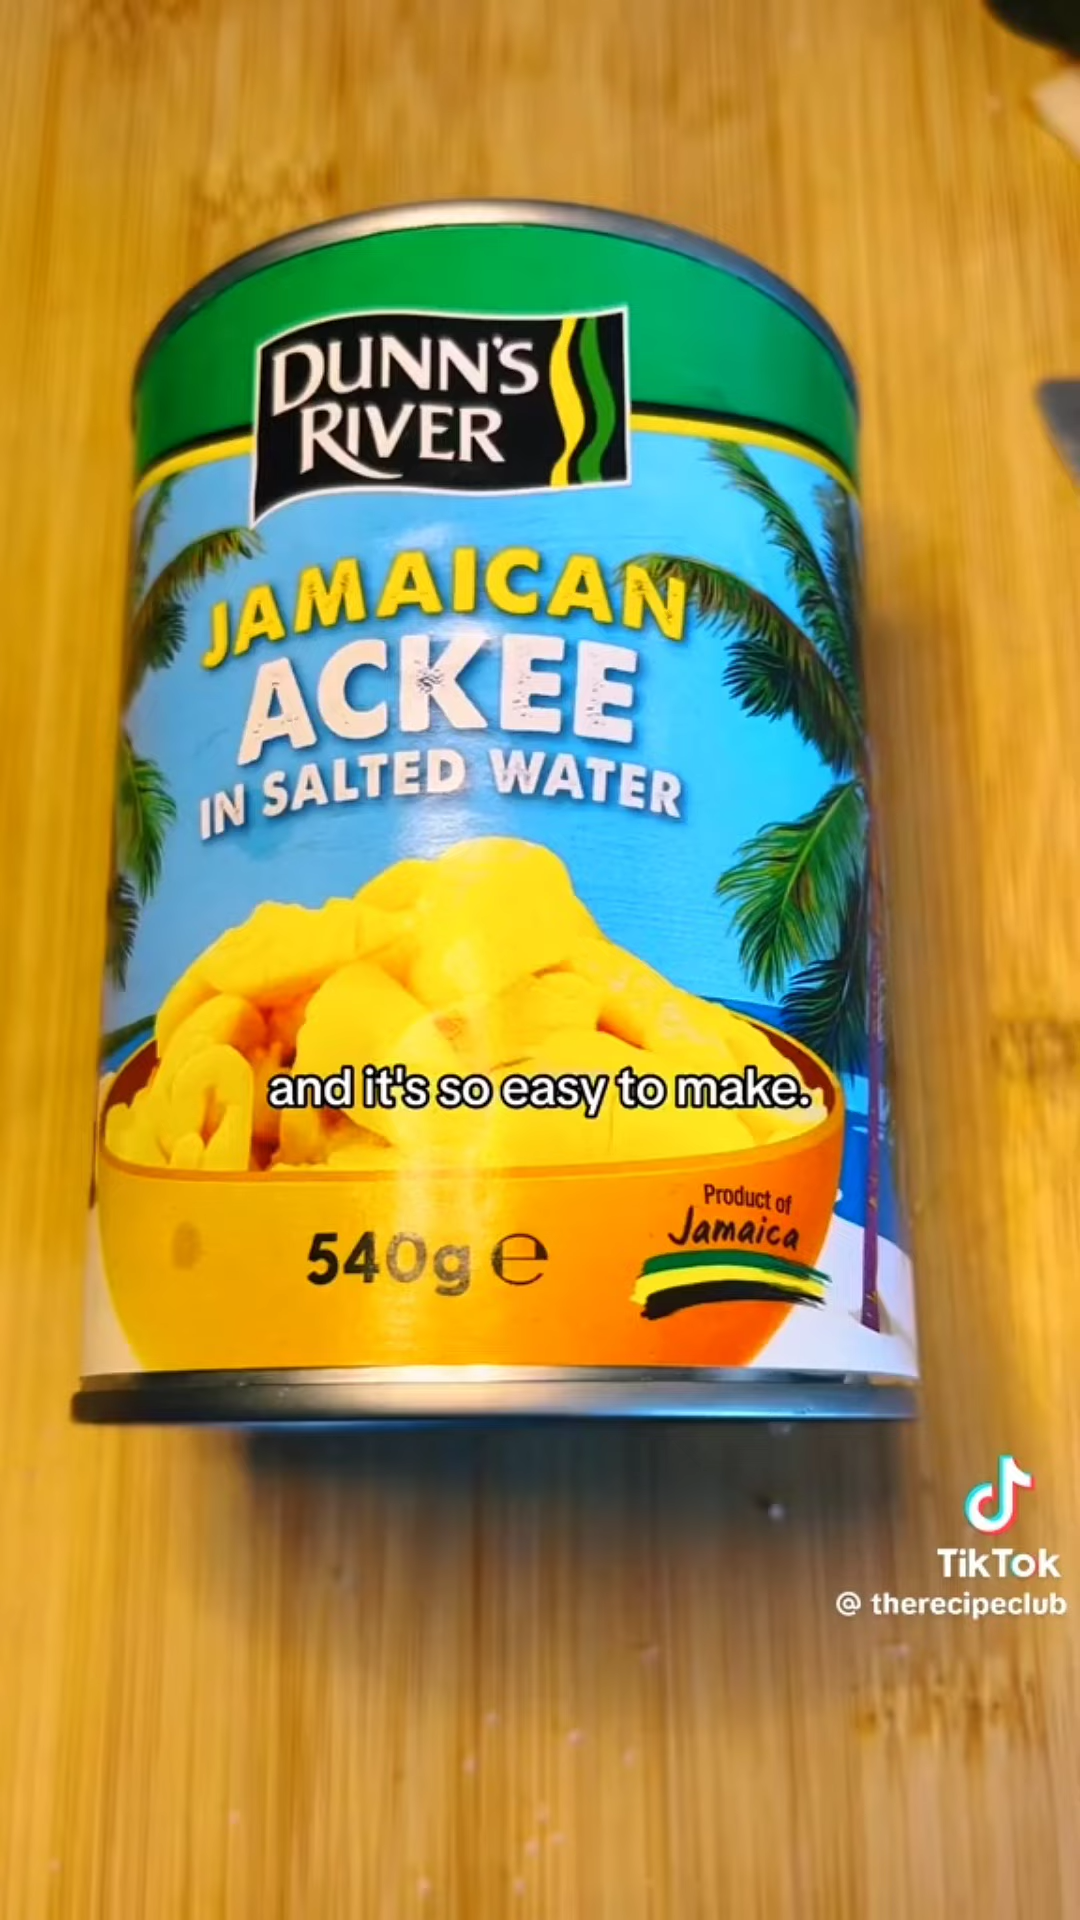 DUNN'S
RIVER
JAMAICAN
ACKEE
IN SALTED WATER
and it's so easy to make.
Product of
Jamaica
540g ℮
TikTok
@ therecipeclub